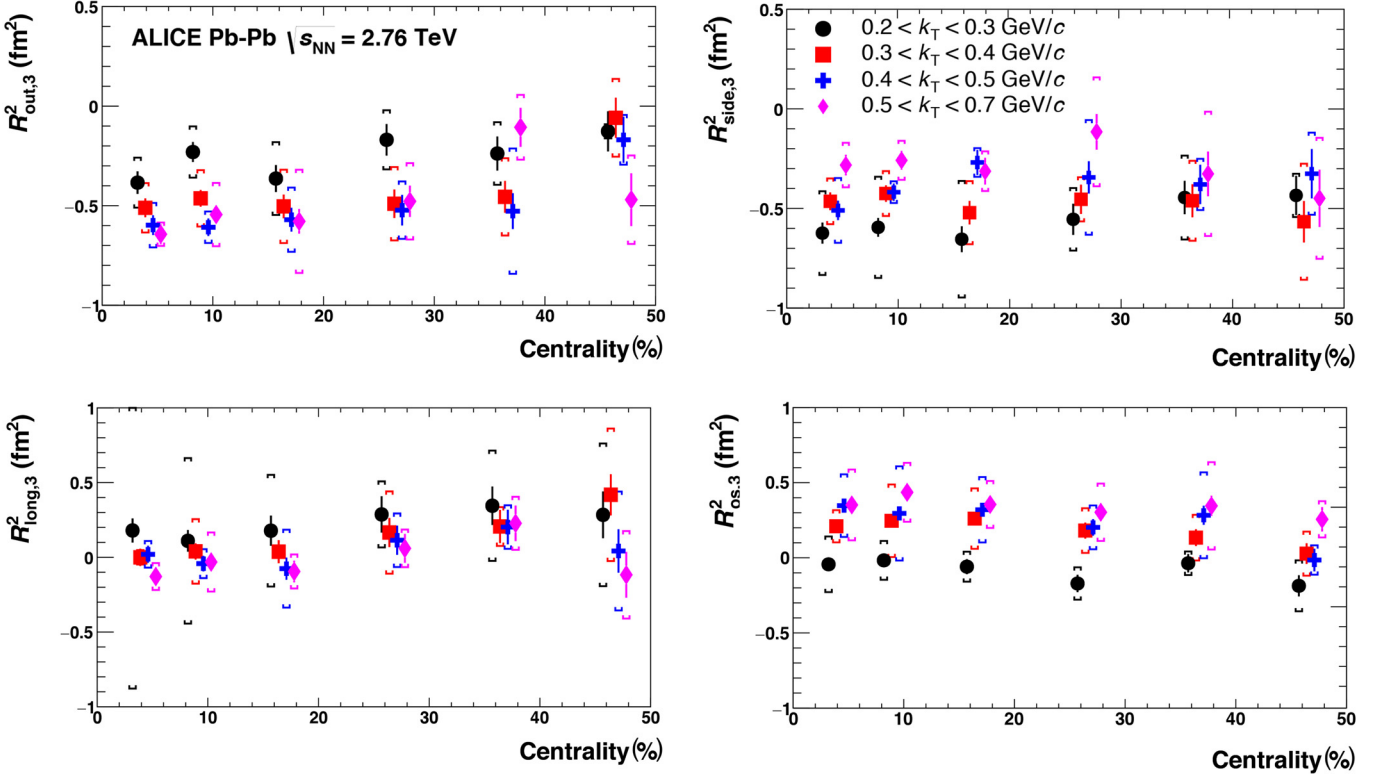 ALICE Pb-Pb √sNN = 2.76 TeV
R²out,3 (fm²)
0.5
0
−0.5
−1
0 10 20 30 40 50
Centrality(%)
R²side,3 (fm²)
0.5
0
−0.5
−1
0.2 < kT < 0.3 GeV/c
0.3 < kT < 0.4 GeV/c
0.4 < kT < 0.5 GeV/c
0.5 < kT < 0.7 GeV/c
0 10 20 30 40 50
Centrality(%)
R²long,3 (fm²)
1
0.5
0
−0.5
−1
0 10 20 30 40 50
Centrality(%)
R²os.3 (fm²)
1
0.5
0
−0.5
−1
0 10 20 30 40 50
Centrality(%)